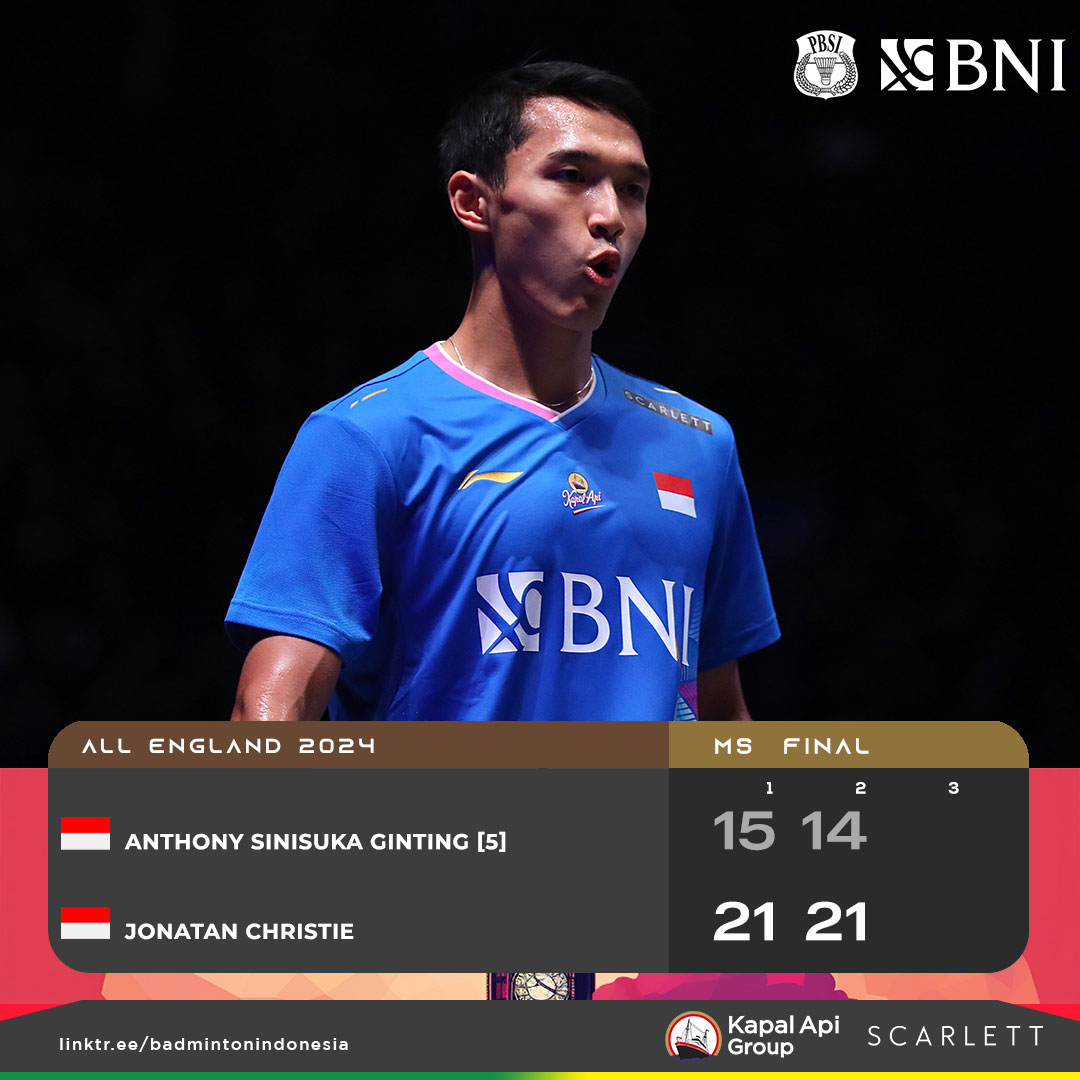 PBSI
BNI
SCARLETT
Kapal Api
BNI
ALL ENGLAND 2024
MS FINAL
1 2 3
ANTHONY SINISUKA GINTING [5]
15 14
JONATAN CHRISTIE
21 21
linktr.ee/badmintonindonesia
Kapal Api
Group
SCARLETT